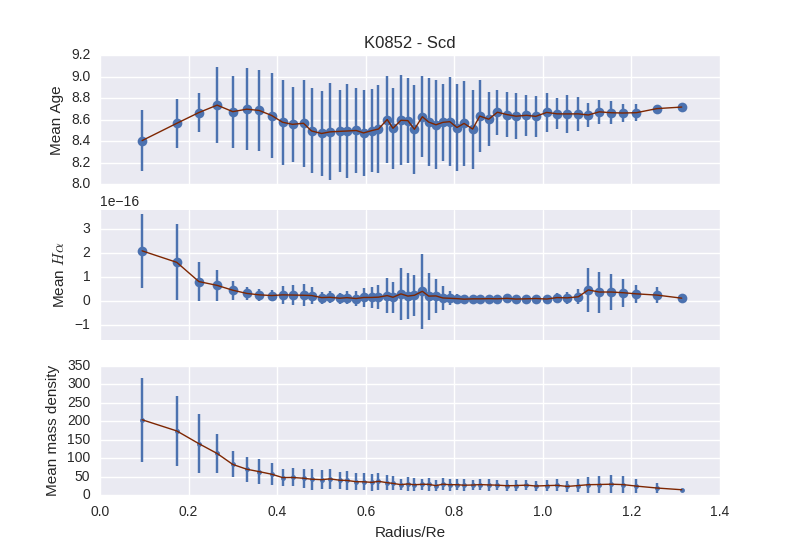 K0852 - Scd
Mean Age
9.2
9.0
8.8
8.6
8.4
8.2
8.0
1e−16
Mean Hα
3
2
1
0
−1
Mean mass density
350
300
250
200
150
100
50
0
0.0 0.2 0.4 0.6 0.8 1.0 1.2 1.4
Radius/Re